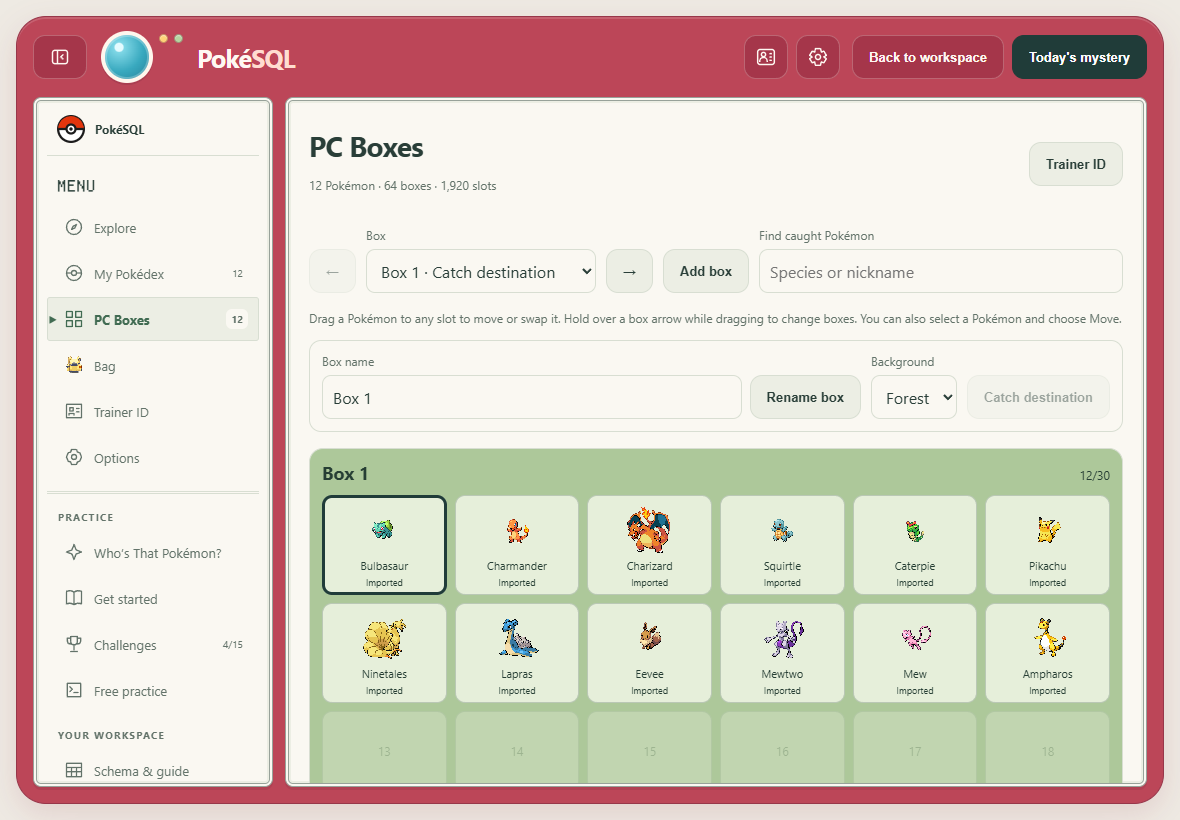 PokéSQL
Back to workspace
Today's mystery
PokéSQL
MENU
Explore
My Pokédex 12
PC Boxes 12
Bag
Trainer ID
Options
PRACTICE
Who's That Pokémon?
Get started
Challenges 4/15
Free practice
YOUR WORKSPACE
Schema & guide
PC Boxes
12 Pokémon · 64 boxes · 1,920 slots
Trainer ID
Box
Find caught Pokémon
← Box 1 · Catch destination → Add box Species or nickname
Drag a Pokémon to any slot to move or swap it. Hold over a box arrow while dragging to change boxes. You can also select a Pokémon and choose Move.
Box name
Background
Box 1 Rename box Forest Catch destination
Box 1 12/30
Bulbasaur Charmander Charizard Squirtle Caterpie Pikachu
Imported Imported Imported Imported Imported Imported
Ninetales Lapras Eevee Mewtwo Mew Ampharos
Imported Imported Imported Imported Imported Imported
13 14 15 16 17 18